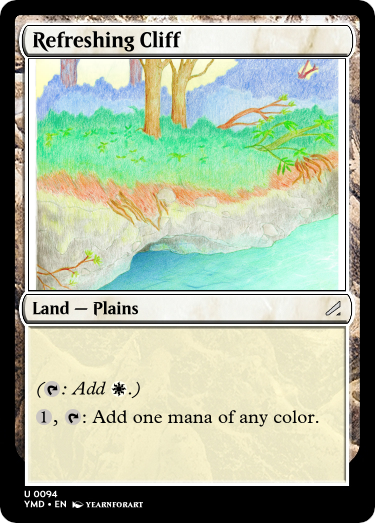 Refreshing Cliff
Land — Plains
(: Add .)
1, : Add one mana of any color.
U 0094
YMD • EN YEARNFORART